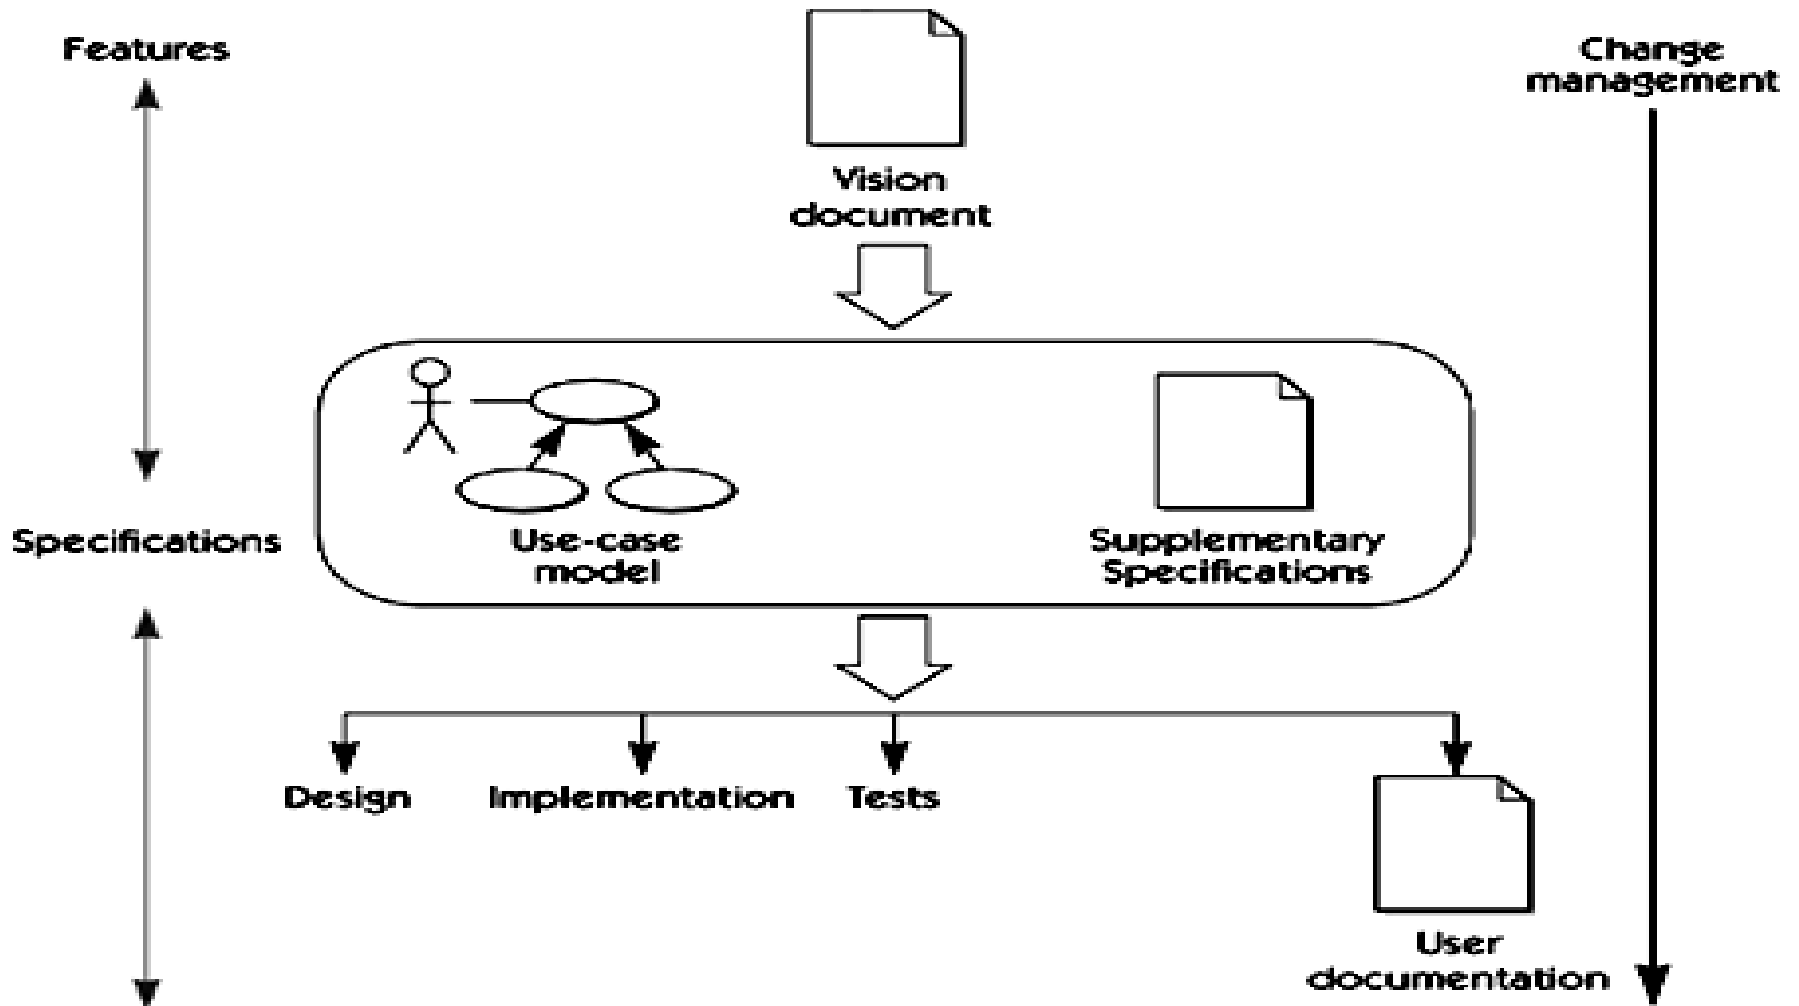 Features
Change
management
Vision
document
Specifications
Use-case
model
Supplementary
Specifications
Design
Implementation
Tests
User
documentation